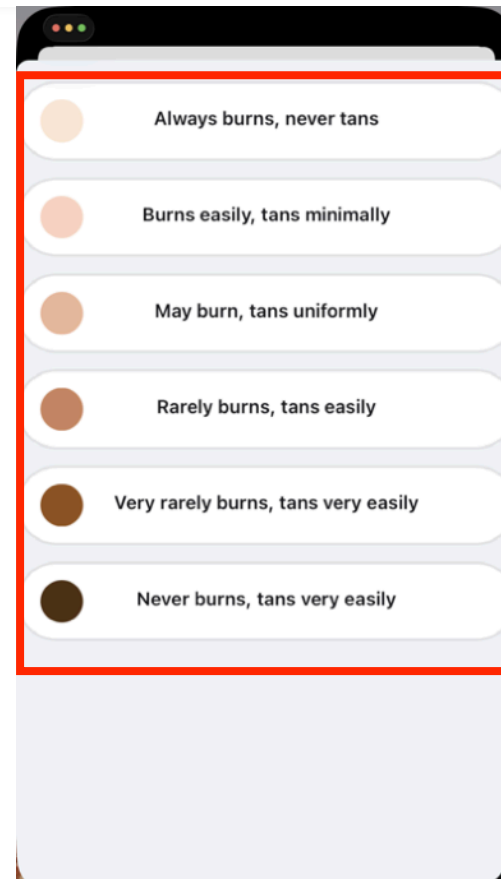 Always burns, never tans
Burns easily, tans minimally
May burn, tans uniformly
Rarely burns, tans easily
Very rarely burns, tans very easily
Never burns, tans very easily